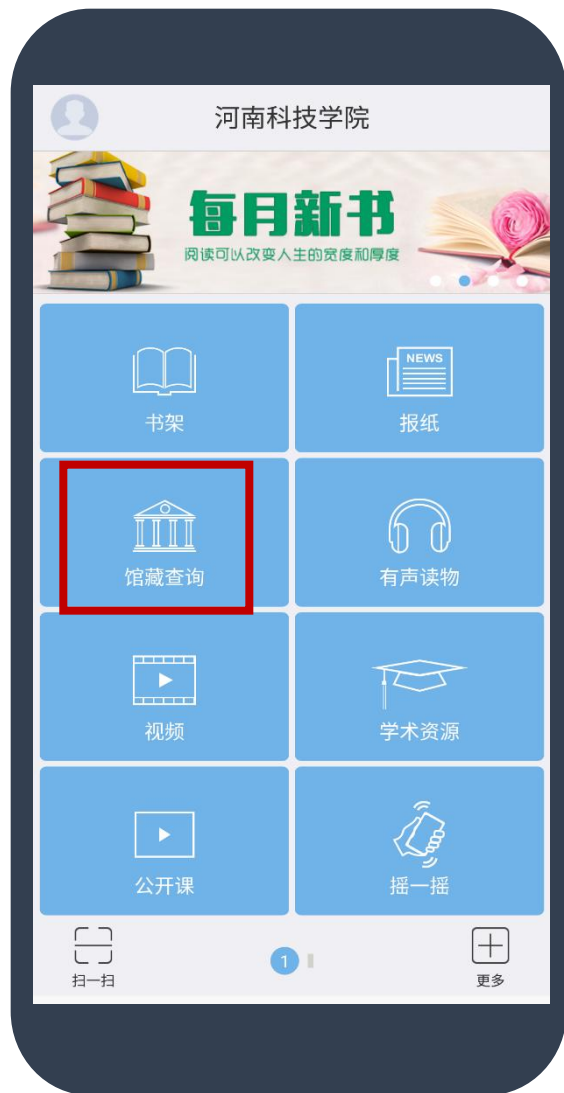 河南科技学院
每月新书
阅读可以改变人生的宽度和厚度
书架
NEWS
报纸
馆藏查询
有声读物
视频
学术资源
公开课
摇一摇
扫一扫
1
更多